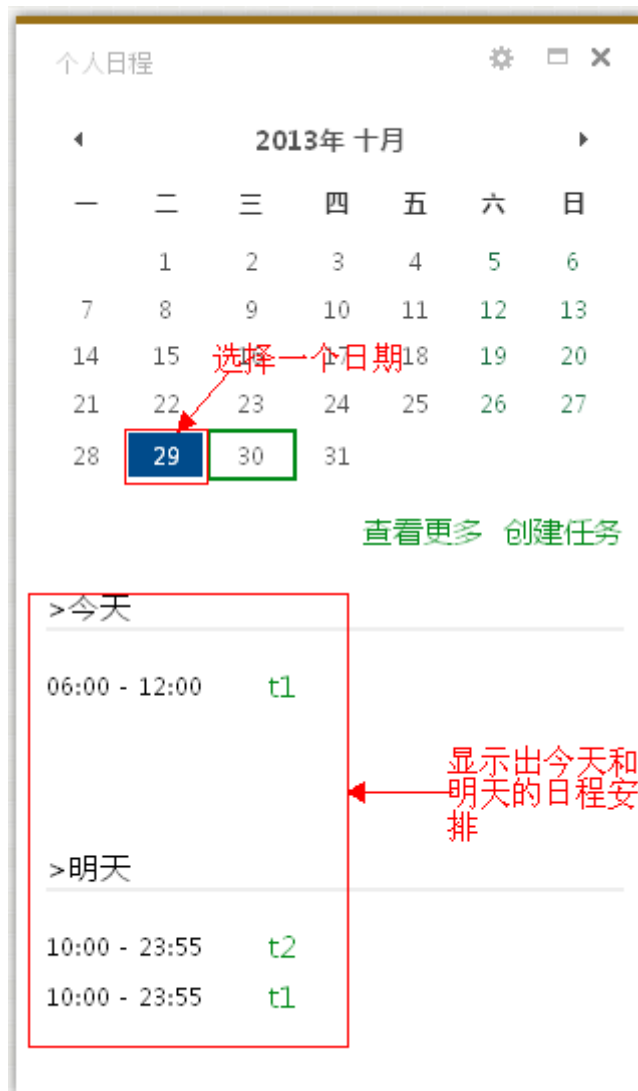 个人日程
2013年 十月
一 二 三 四 五 六 日
1 2 3 4 5 6
7 8 9 10 11 12 13
14 15 16 17 18 19 20
选择一个日期
21 22 23 24 25 26 27
28 29 30 31
查看更多 创建任务
>今天
06:00 - 12:00 t1
显示出今天和
明天的日程安
排
>明天
10:00 - 23:55 t2
10:00 - 23:55 t1